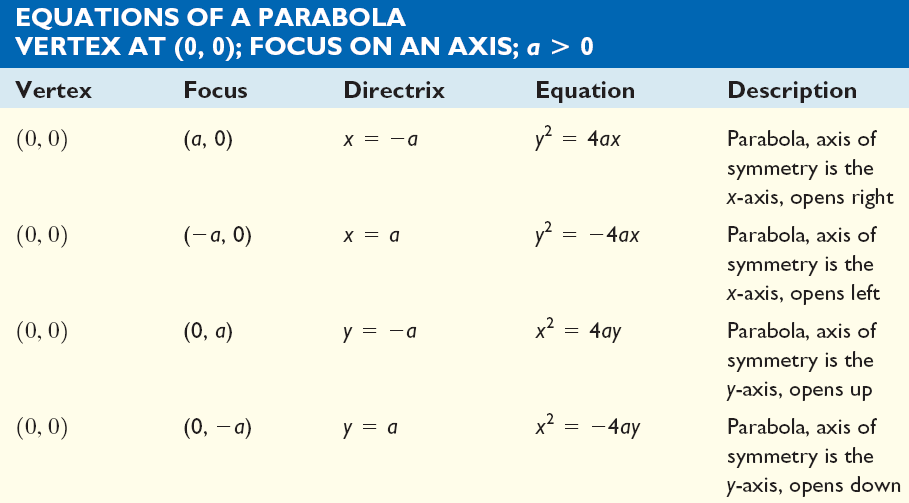 EQUATIONS OF A PARABOLA
VERTEX AT (0, 0); FOCUS ON AN AXIS; a > 0
Vertex Focus Directrix Equation Description
(0, 0) (a, 0) x = −a y² = 4ax Parabola, axis of
symmetry is the
x-axis, opens right
(0, 0) (−a, 0) x = a y² = −4ax Parabola, axis of
symmetry is the
x-axis, opens left
(0, 0) (0, a) y = −a x² = 4ay Parabola, axis of
symmetry is the
y-axis, opens up
(0, 0) (0, −a) y = a x² = −4ay Parabola, axis of
symmetry is the
y-axis, opens down